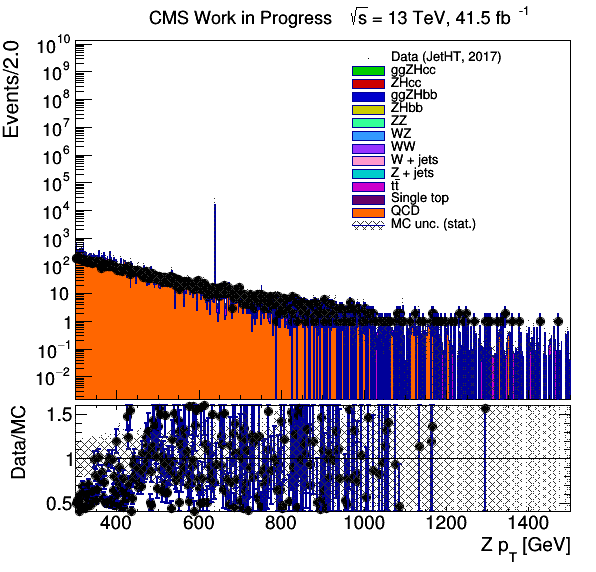 CMS Work in Progress √s = 13 TeV, 41.5 fb⁻¹
Events/2.0
10¹⁰
10⁹
10⁸
10⁷
10⁶
10⁵
10⁴
10³
10²
10
1
10⁻¹
10⁻²
Data (JetHT, 2017)
ggZHcc
ZHcc
ggZHbb
ZHbb
ZZ
WZ
WW
W + jets
Z + jets
tt̄
Single top
QCD
MC unc. (stat.)
Data/MC
1.5
1
0.5
400 600 800 1000 1200 1400
Z p_T [GeV]